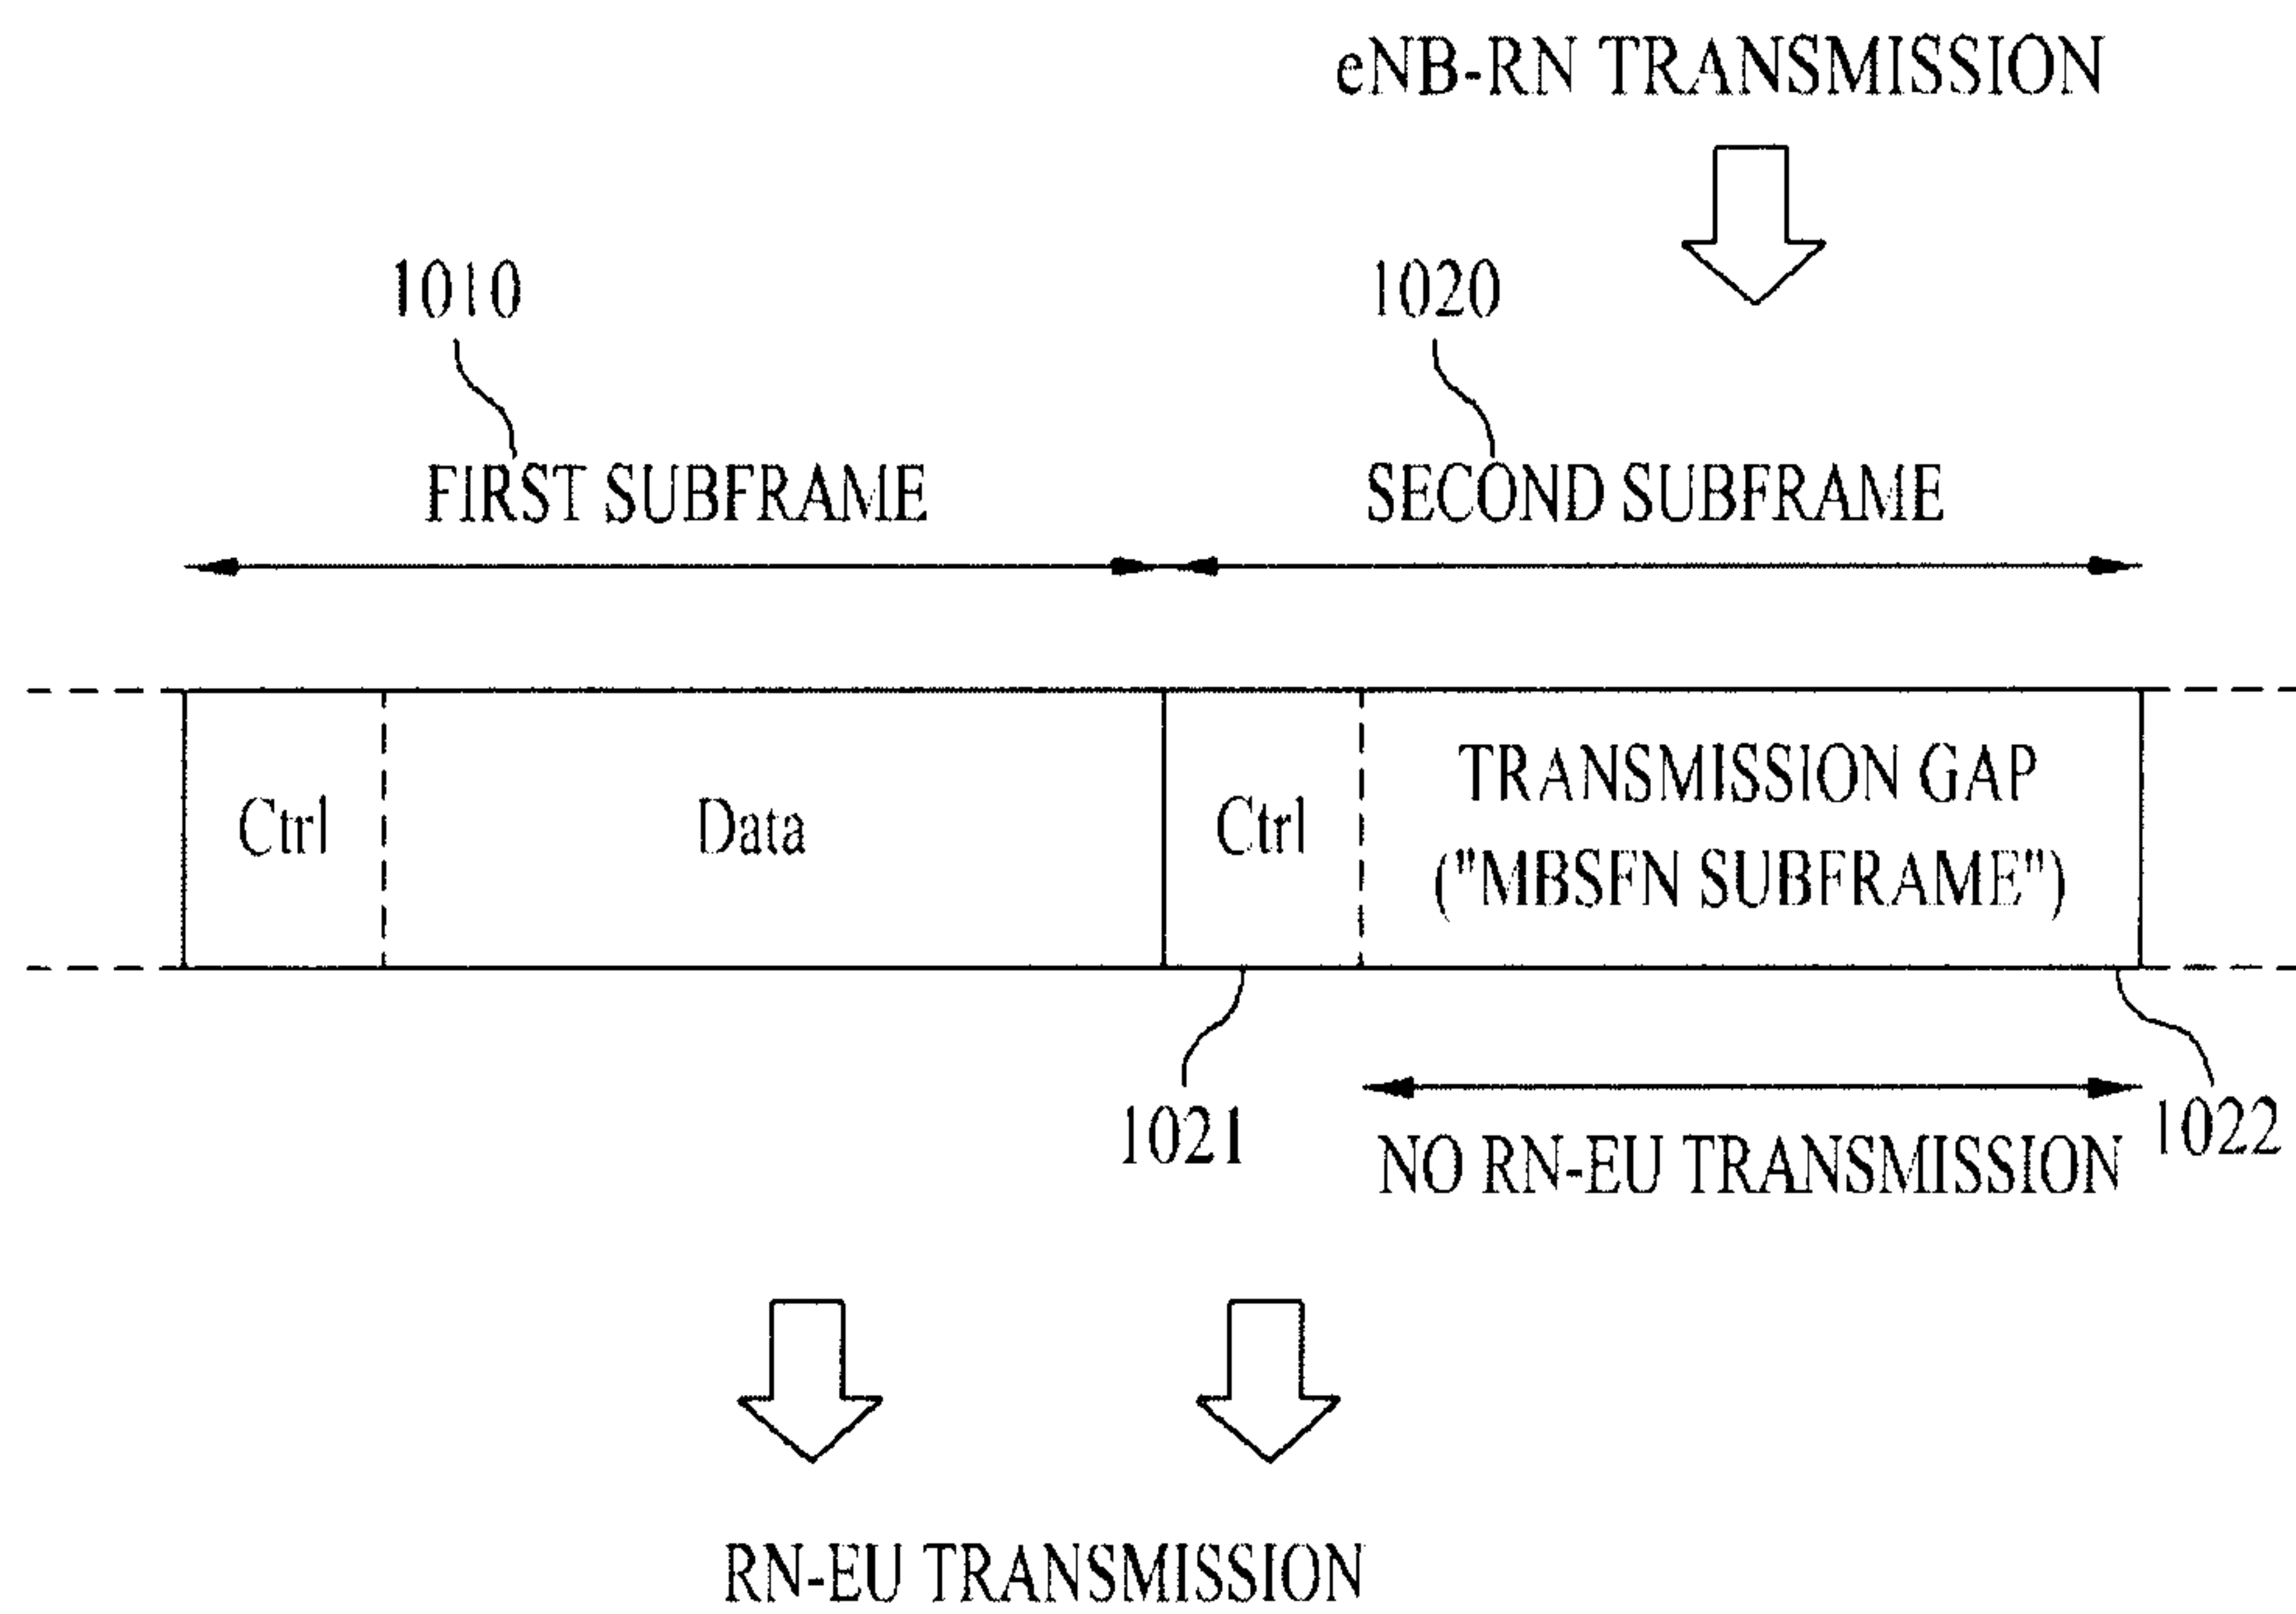 eNB-RN TRANSMISSION
1010
1020
FIRST SUBFRAME
SECOND SUBFRAME
Ctrl
Data
Ctrl
TRANSMISSION GAP
("MBSFN SUBFRAME")
1021
1022
NO RN-EU TRANSMISSION
RN-EU TRANSMISSION